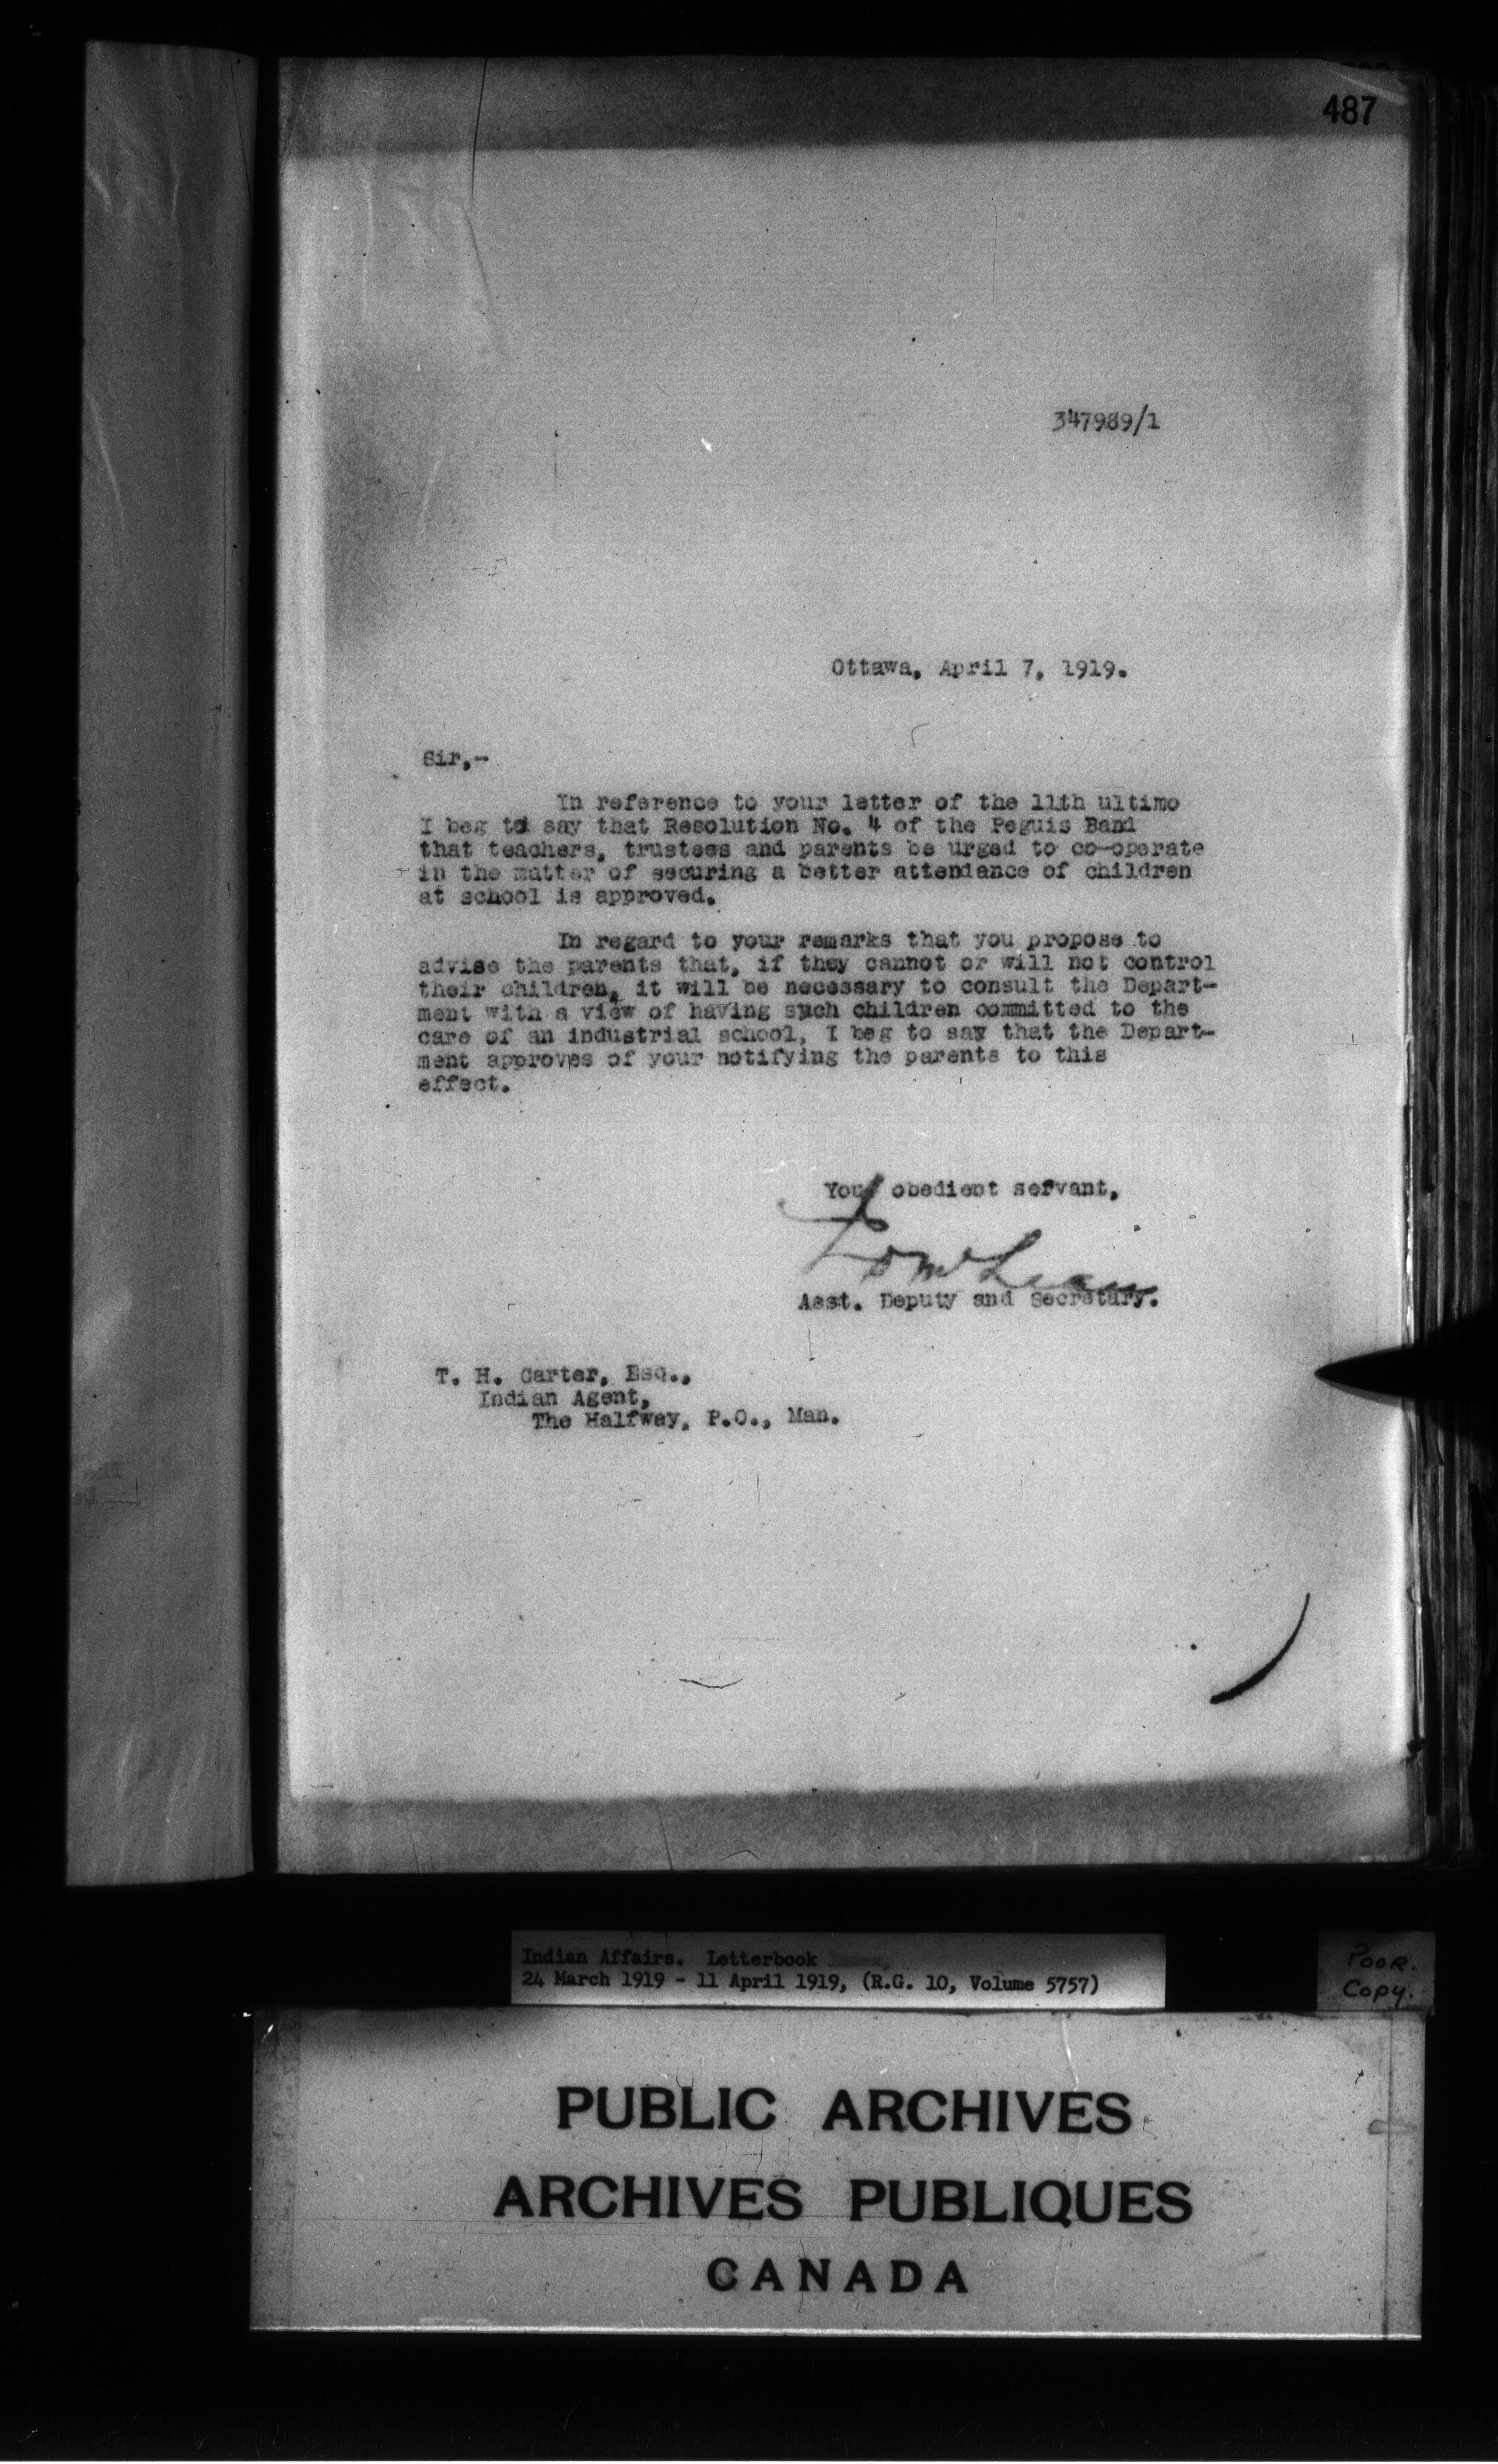 487
347989/1
Ottawa, April 7, 1919.
Sir,-
In reference to your letter of the 11th ultimo
I beg to say that Resolution No. 4 of the Peguis Band
that teachers, trustees and parents be urged to co-operate
in the matter of securing a better attendance of children
at school is approved.
In regard to your remarks that you propose to
advise the parents that, if they cannot or will not control
their children, it will be necessary to consult the Depart-
ment with a view of having such children committed to the
care of an industrial school, I beg to say that the Depart-
ment approves of your notifying the parents to this
effect.
Your obedient servant,
Asst. Deputy and Secretary.
T. H. Carter, Esq.,
Indian Agent,
The Halfway, P.O., Man.
Indian Affairs. Letterbook Index,
24 March 1919 - 11 April 1919, (R.G. 10, Volume 5757)
Poor.
Copy.
PUBLIC ARCHIVES
ARCHIVES PUBLIQUES
CANADA